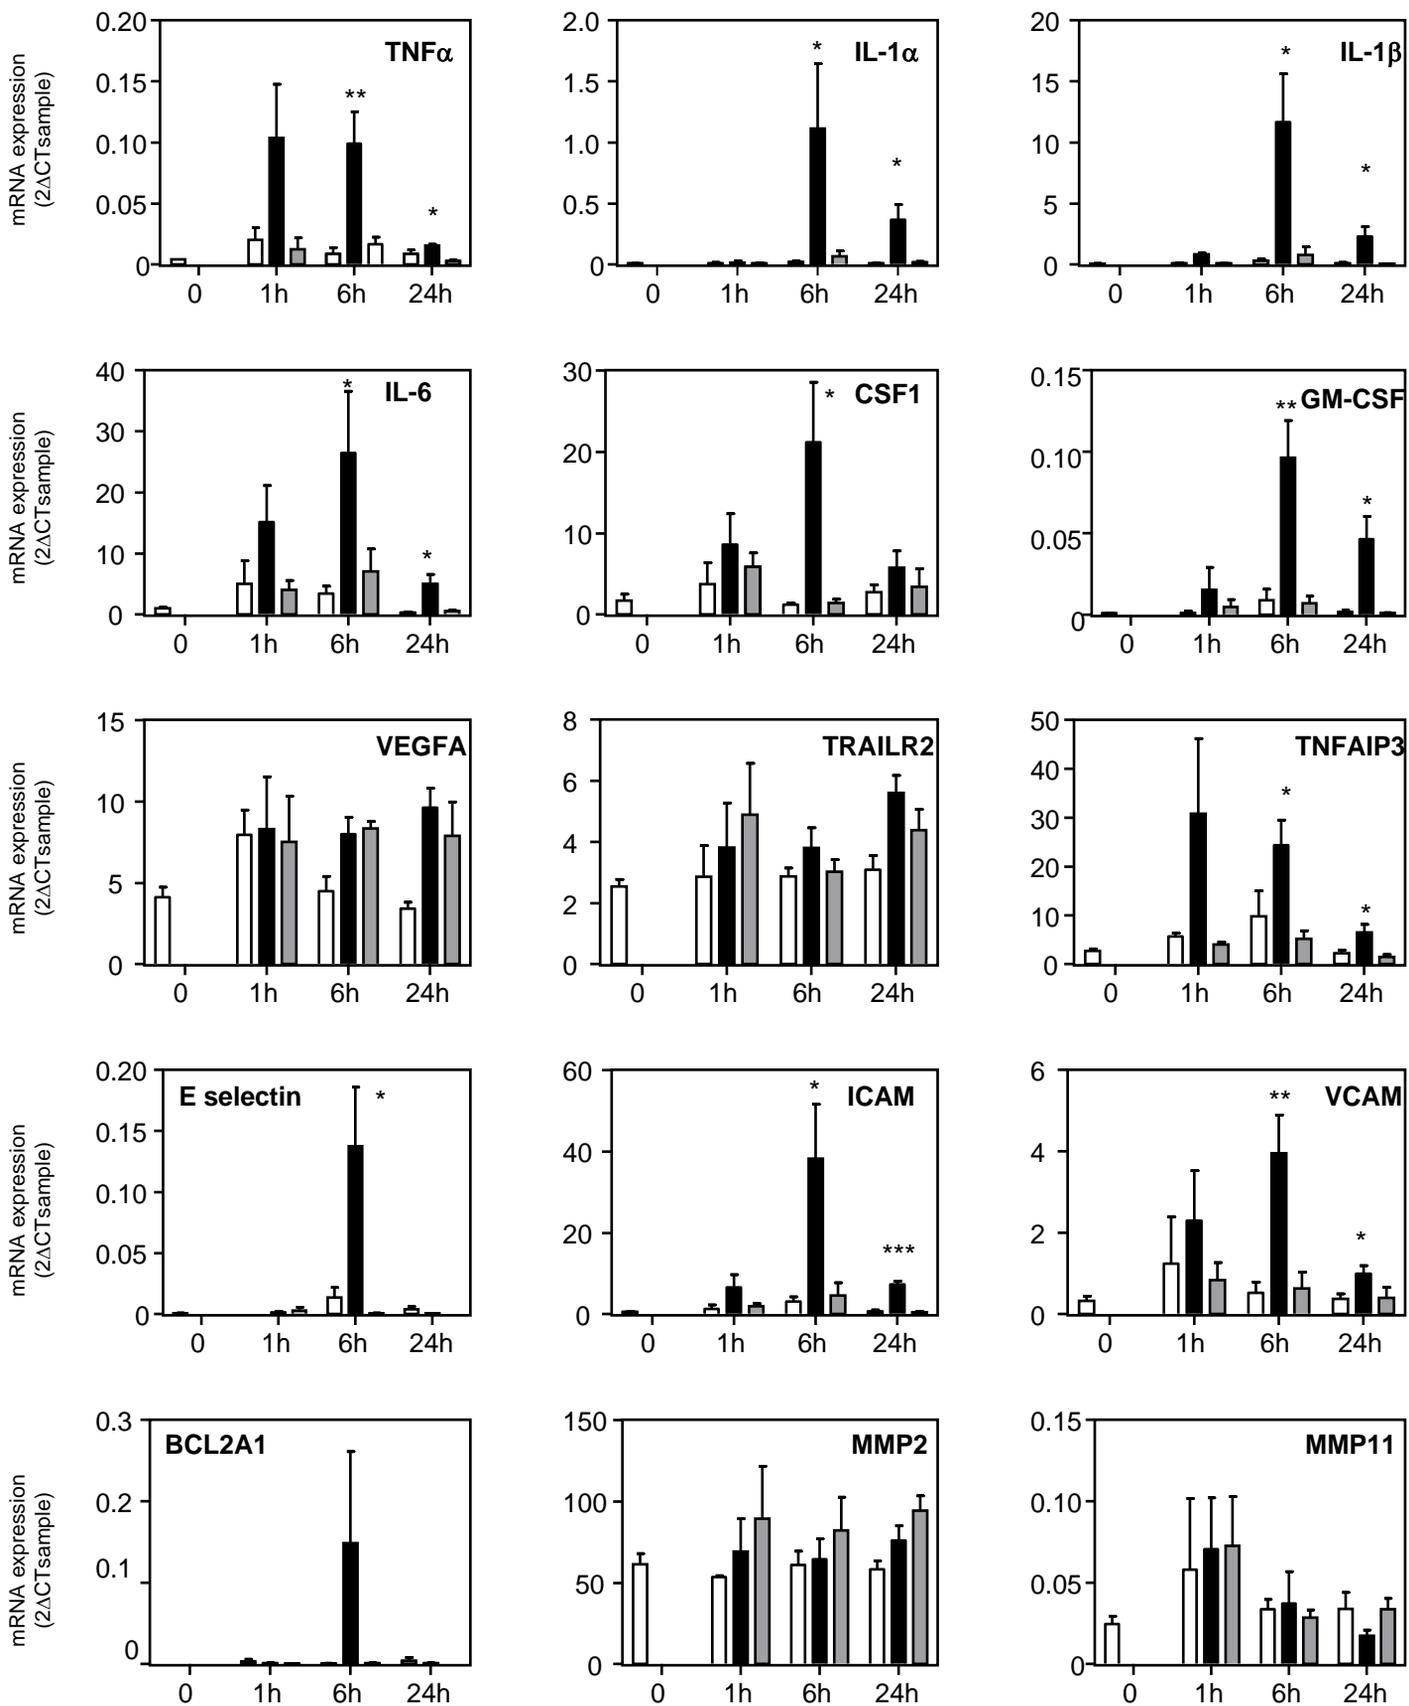 mRNA expression
(2ΔCTsample)
0.20
0.15
0.10
0.05
0
TNFα
**
*
0 1h 6h 24h
2.0
1.5
1.0
0.5
0
IL-1α
*
*
0 1h 6h 24h
20
15
10
5
0
IL-1β
*
*
0 1h 6h 24h
mRNA expression
(2ΔCTsample)
40
30
20
10
0
IL-6
*
*
0 1h 6h 24h
30
20
10
0
CSF1
*
0 1h 6h 24h
0.15
0.10
0.05
0
GM-CSF
**
*
0 1h 6h 24h
mRNA expression
(2ΔCTsample)
15
10
5
0
VEGFA
0 1h 6h 24h
8
6
4
2
0
TRAILR2
0 1h 6h 24h
50
40
30
20
10
0
TNFAIP3
*
*
0 1h 6h 24h
mRNA expression
(2ΔCTsample)
0.20
0.15
0.10
0.05
0
E selectin
*
0 1h 6h 24h
60
40
20
0
ICAM
*
***
0 1h 6h 24h
6
4
2
0
VCAM
**
*
0 1h 6h 24h
mRNA expression
(2ΔCTsample)
0.3
0.2
0.1
0
BCL2A1
0 1h 6h 24h
150
100
50
0
MMP2
0 1h 6h 24h
0.15
0.10
0.05
0
MMP11
0 1h 6h 24h